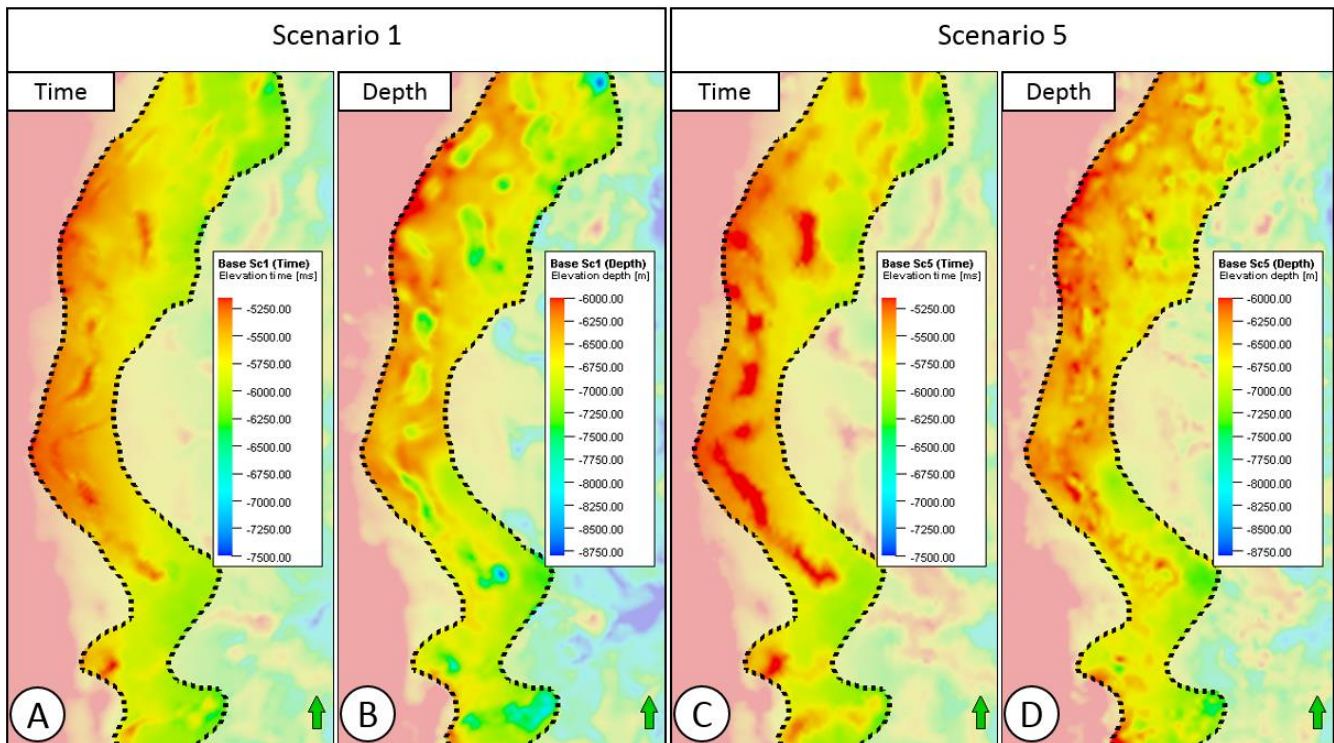 Scenario 1
Scenario 5
Time
Depth
Time
Depth
Base Sc1 (Time)
Elevation time [ms]
-5250.00
-5500.00
-5750.00
-6000.00
-6250.00
-6500.00
-6750.00
-7000.00
-7250.00
-7500.00
Base Sc1 (Depth)
Elevation depth [m]
-6000.00
-6250.00
-6500.00
-6750.00
-7000.00
-7250.00
-7500.00
-7750.00
-8000.00
-8250.00
-8500.00
-8750.00
Base Sc5 (Time)
Elevation time [ms]
-5250.00
-5500.00
-5750.00
-6000.00
-6250.00
-6500.00
-6750.00
-7000.00
-7250.00
-7500.00
Base Sc5 (Depth)
Elevation depth [m]
-6000.00
-6250.00
-6500.00
-6750.00
-7000.00
-7250.00
-7500.00
-7750.00
-8000.00
-8250.00
-8500.00
-8750.00
A
B
C
D